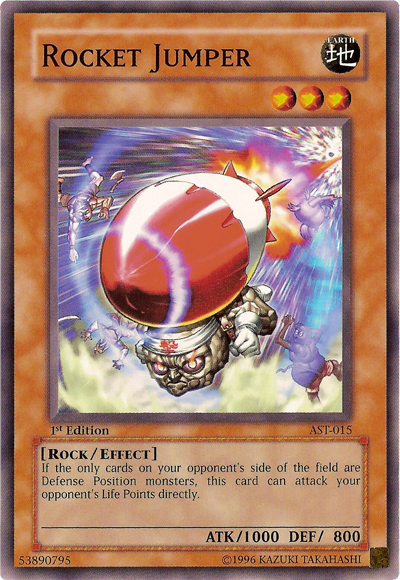 Rocket Jumper
EARTH
地
1st Edition
AST-015
[Rock/Effect]
If the only cards on your opponent's side of the field are
Defense Position monsters, this card can attack your
opponent's Life Points directly.
ATK/1000 DEF/ 800
53890795
©1996 KAZUKI TAKAHASHI